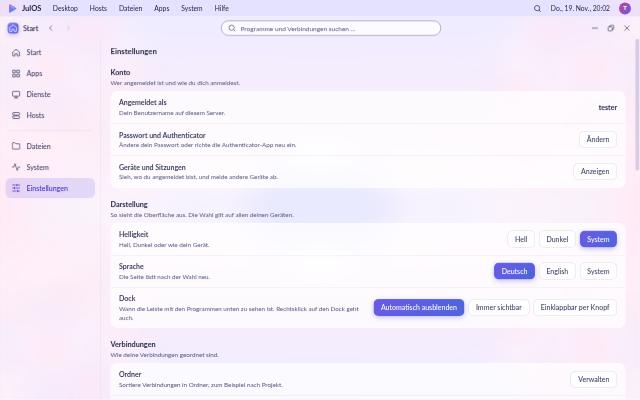 JulOS Desktop Hosts Dateien Apps System Hilfe Do., 19. Nov., 20:02 T
Start Programme und Verbindungen suchen ...
Start
Apps
Dienste
Hosts
Dateien
System
Einstellungen
Einstellungen
Konto
Wer angemeldet ist und wie du dich anmeldest.
Angemeldet als
Dein Benutzername auf diesem Server.
tester
Passwort und Authenticator
Ändere dein Passwort oder richte die Authenticator-App neu ein.
Ändern
Geräte und Sitzungen
Sieh, wo du angemeldet bist, und melde andere Geräte ab.
Anzeigen
Darstellung
So sieht die Oberfläche aus. Die Wahl gilt auf allen deinen Geräten.
Helligkeit
Hell, Dunkel oder wie dein Gerät.
Hell Dunkel System
Sprache
Die Seite lädt nach der Wahl neu.
Deutsch English System
Dock
Wann die Leiste mit den Programmen unten zu sehen ist. Rechtsklick auf den Dock geht
auch.
Automatisch ausblenden Immer sichtbar Einklappbar per Knopf
Verbindungen
Wie deine Verbindungen geordnet sind.
Ordner
Sortiere Verbindungen in Ordner, zum Beispiel nach Projekt.
Verwalten